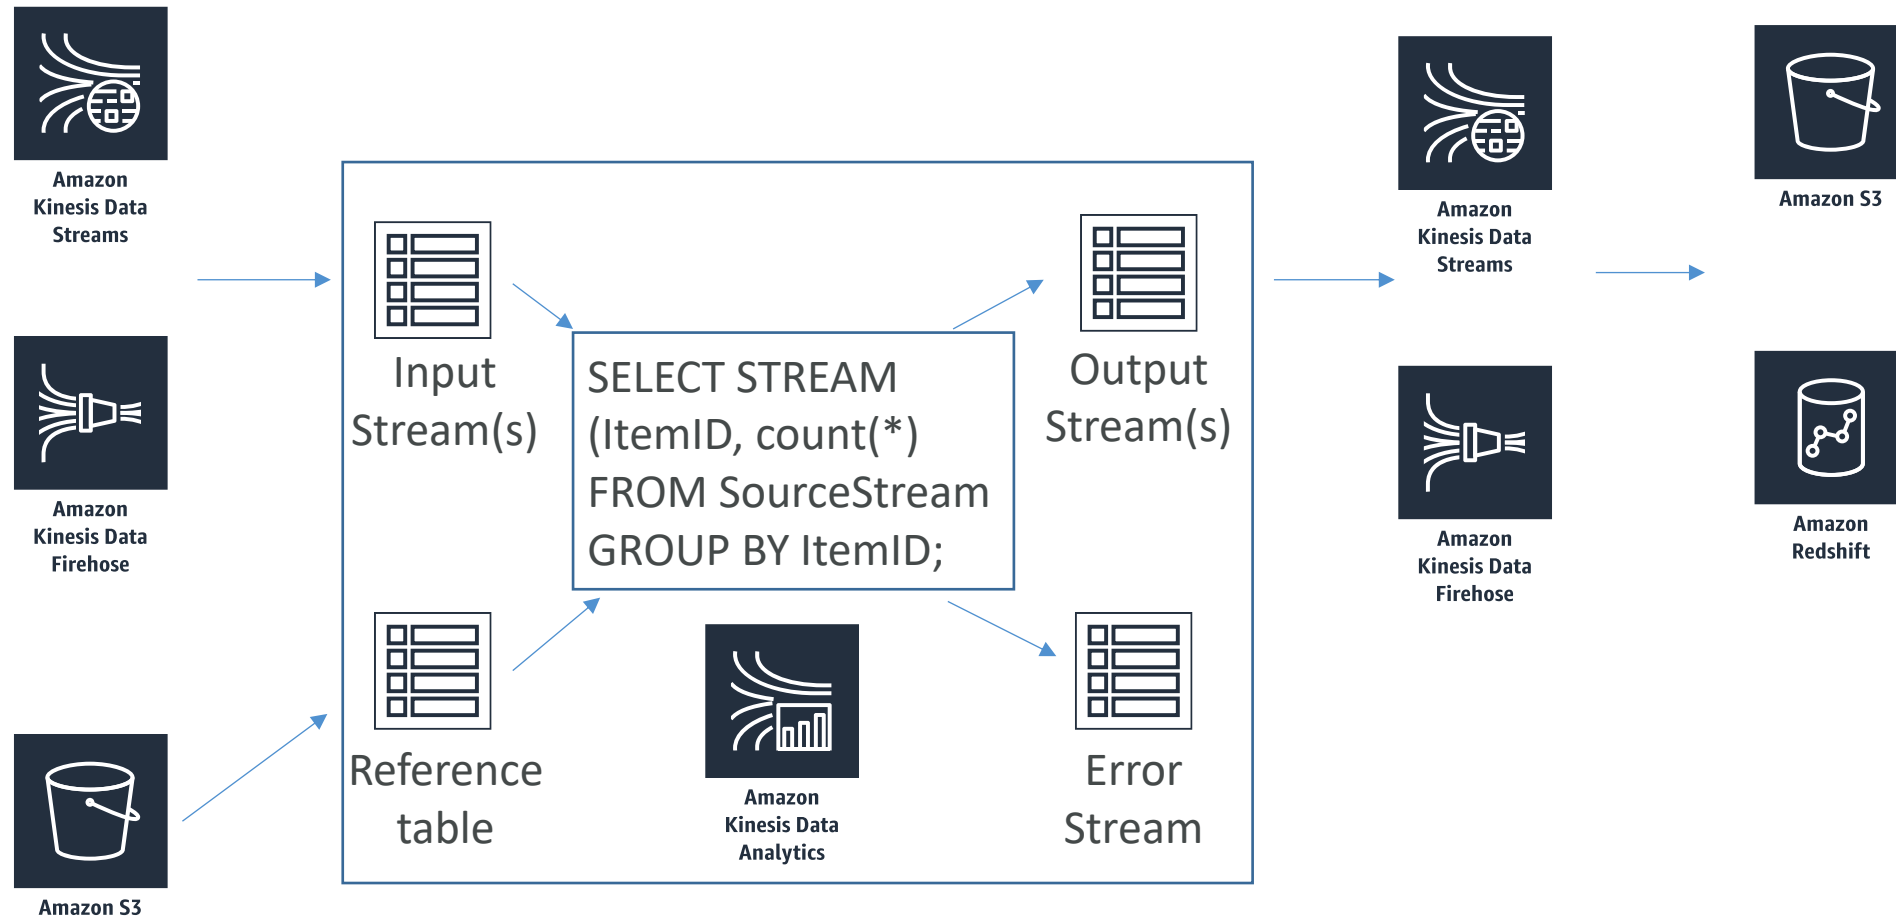 Amazon
Kinesis Data
Streams
Amazon
Kinesis Data
Firehose
Amazon S3
Input
Stream(s)
Reference
table
SELECT STREAM
(ItemID, count(*)
FROM SourceStream
GROUP BY ItemID;
Amazon
Kinesis Data
Analytics
Output
Stream(s)
Error
Stream
Amazon
Kinesis Data
Streams
Amazon
Kinesis Data
Firehose
Amazon S3
Amazon
Redshift